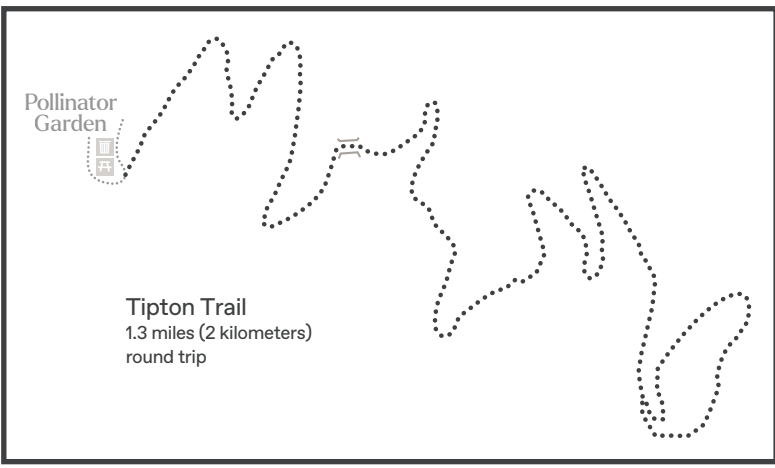 Pollinator
Garden
Tipton Trail
1.3 miles (2 kilometers)
round trip